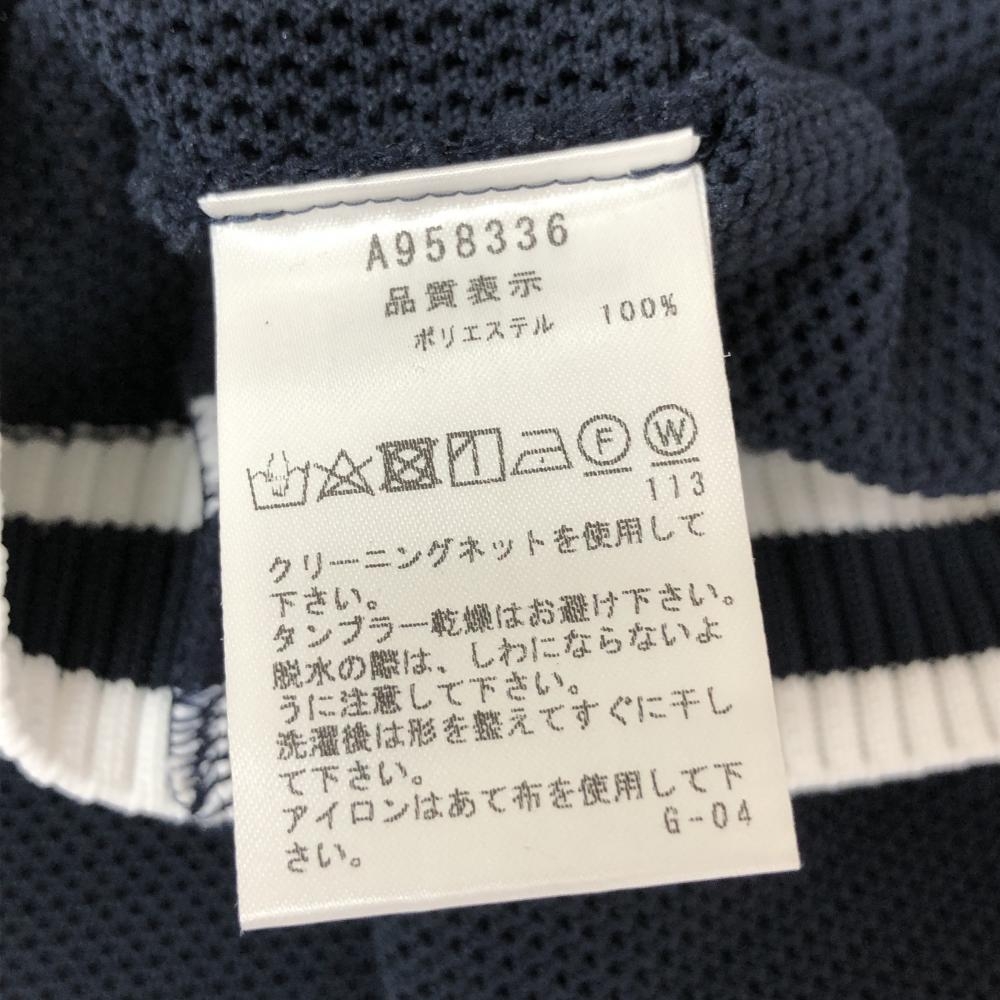 A958336
品質表示
ポリエステル 100%
F W
113
クリーニングネットを使用して
下さい。
タンブラー乾燥はお避け下さい。
脱水の際は、しわにならないよ
うに注意して下さい。
洗濯後は形を整えてすぐに干し
て下さい。
アイロンはあて布を使用して下
さい。
G-04